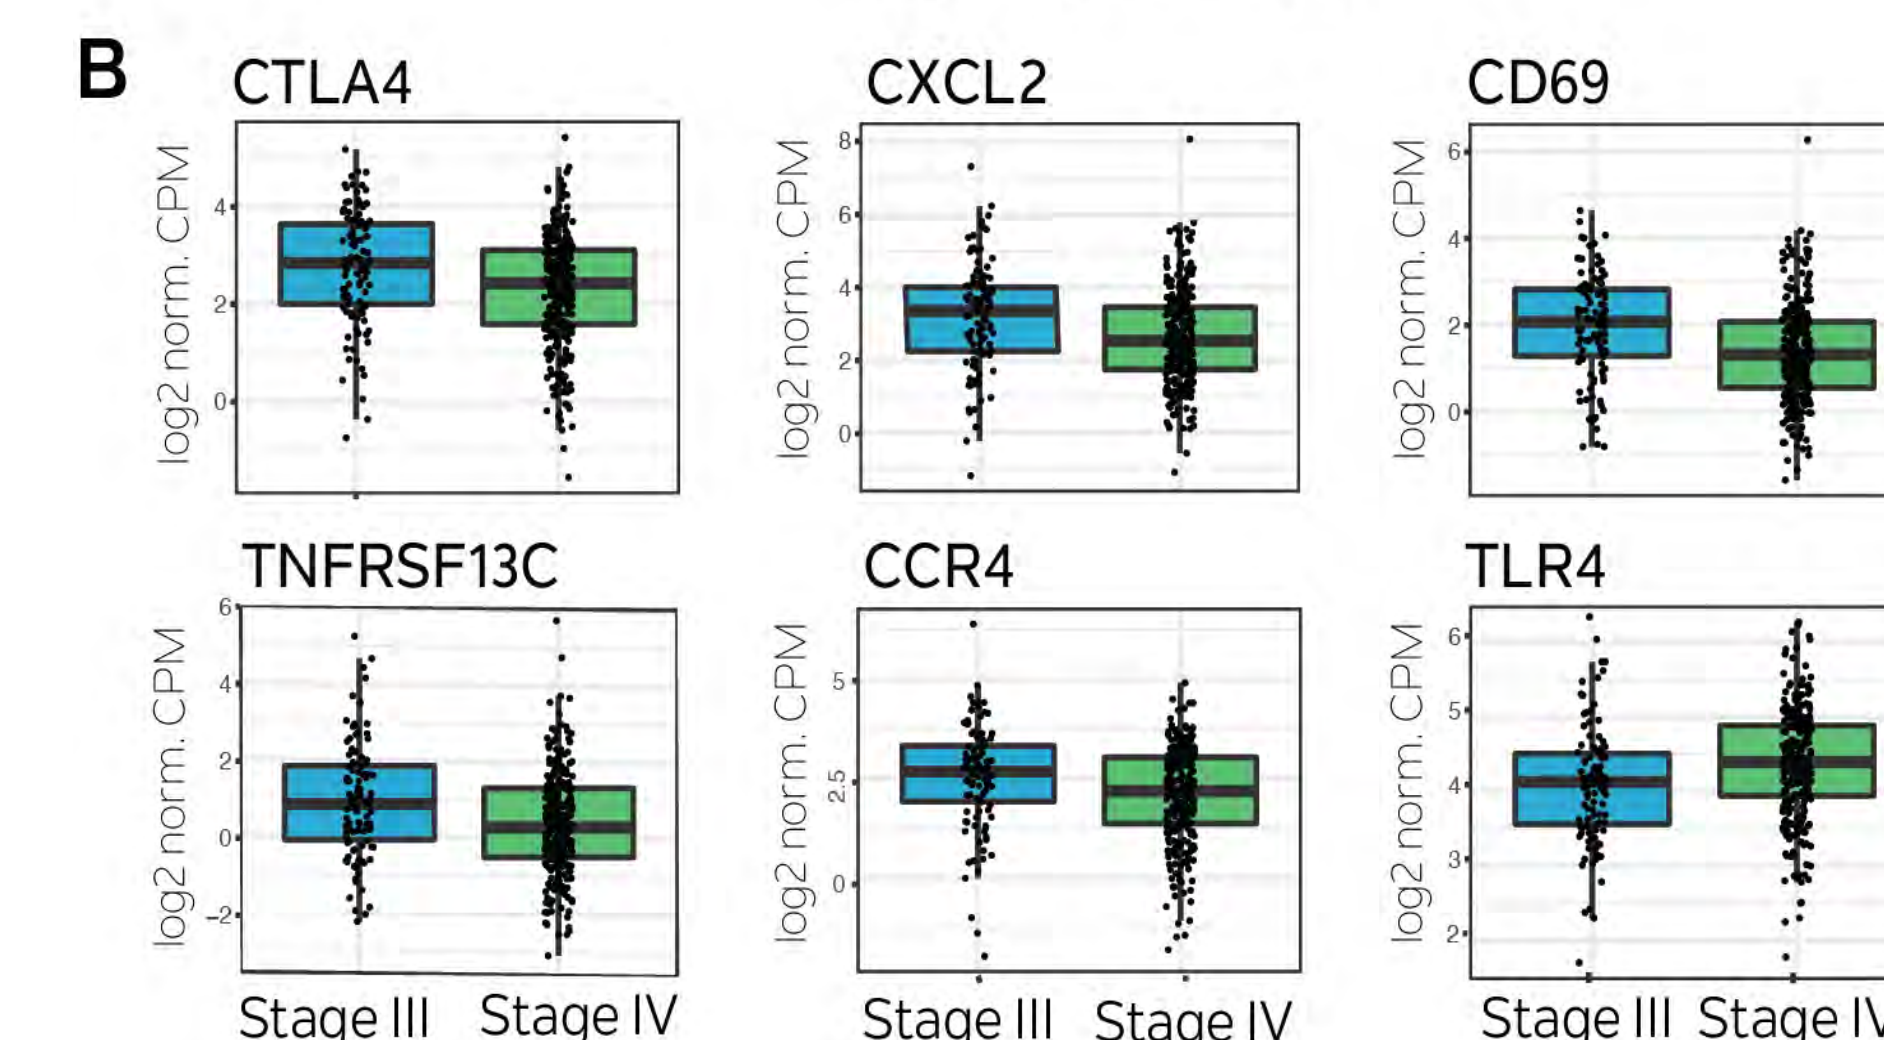 B
CTLA4
CXCL2
CD69
log2 norm. CPM
4
2
0
log2 norm. CPM
8
6
4
2
0
log2 norm. CPM
6
4
2
0
TNFRSF13C
CCR4
TLR4
log2 norm. CPM
6
4
2
0
−2
log2 norm. CPM
5
2.5
0
log2 norm. CPM
6
5
4
3
2
Stage III
Stage IV
Stage III
Stage IV
Stage III
Stage IV